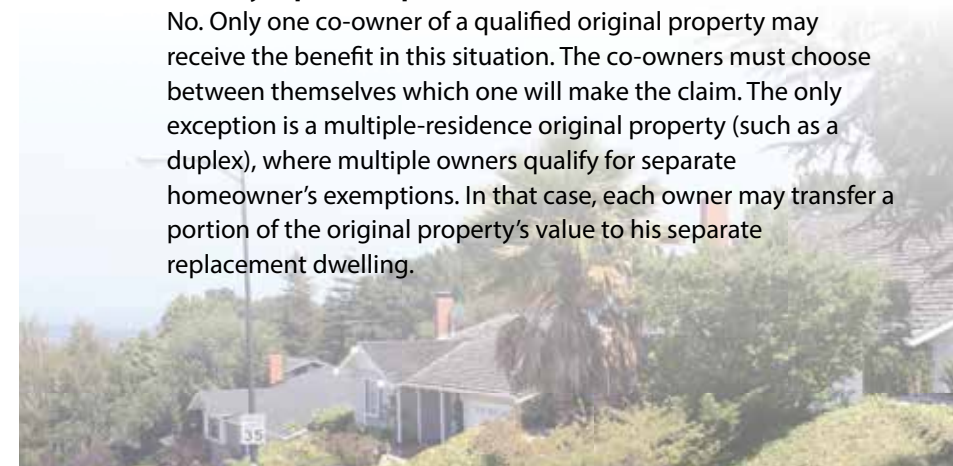 No. Only one co-owner of a qualified original property may
receive the benefit in this situation. The co-owners must choose
between themselves which one will make the claim. The only
exception is a multiple-residence original property (such as a
duplex), where multiple owners qualify for separate
homeowner's exemptions. In that case, each owner may transfer a
portion of the original property's value to his separate
replacement dwelling.
35